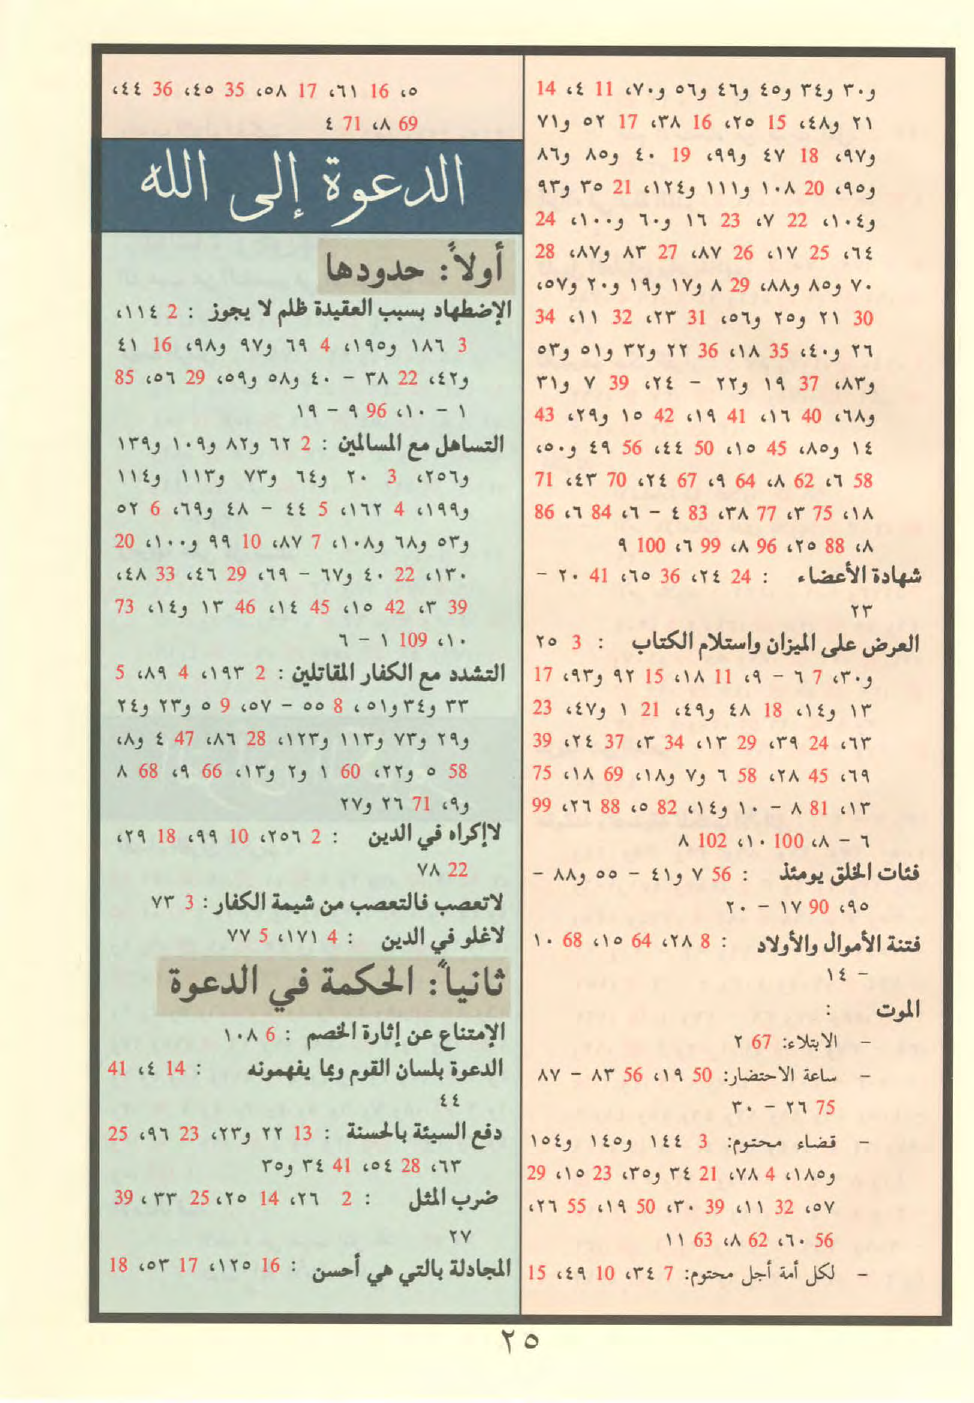 و٣٠ و٣٤ و٤٥ و٤٦ و٥٦ و٧٠، 11 ٤، 14
٢١ و٤٨، 15 ٢٥، 16 ٣٨، 17 ٥٢ و٧١
و٩٧، 18 ٤٧ و٩٩، 19 ٤٠ و٨٥ و٨٦
و٩٥، 20 ١٠٨ و١١١ و١٢٤، 21 ٣٥ و٩٣
و١٠٤، 22 ٧، 23 ١٦ و٦٠ و١٠٠، 24
٦٤، 25 ١٧، 26 ٨٧، 27 ٨٣ و٨٧، 28
٧٠ و٨٥ و٨٨، 29 ٨ و١٧ و١٩ و٢٠ و٥٧،
30 ٢١ و٢٥ و٥٦، 31 ٢٣، 32 ١١، 34
٢٦ و٤٠، 35 ١٨، 36 ٢٢ و٣٢ و٥١ و٥٣
و٨٣، 37 ١٩ و٢٢ – ٢٤، 39 ٧ و٣١
و٦٨، 40 ١٦، 41 ١٩، 42 ١٥ و٢٩، 43
١٤ و٨٥، 45 ١٥، 50 ٤٤، 56 ٤٩ و٥٠،
58 ٦، 62 ٨، 64 ٩، 67 ٢٤، 70 ٤٣، 71
١٨، 75 ٣، 77 ٣٨، 83 ٤ – ٦، 84 ٦، 86
٨، 88 ٢٥، 96 ٨، 99 ٦، 100 ٩
شهادة الأعضاء : 24 ٢٤، 36 ٦٥، 41 ٢٠ –
٢٣
العرض على الميزان واستلام الكتاب : 3 ٢٥
و٣٠، 7 ٦ – ٩، 11 ١٨، 15 ٩٢ و٩٣، 17
١٣ و١٤، 18 ٤٨ و٤٩، 21 ١ و٤٧، 23
٦٣، 24 ٣٩، 29 ١٣، 34 ٣، 37 ٢٤، 39
٦٩، 45 ٢٨، 58 ٦ و٧ و١٨، 69 ١٨، 75
١٣، 81 ٨ – ١٠ و١٤، 82 ٥، 88 ٢٦، 99
٦ – ٨، 100 ١٠، 102 ٨
فئات الخلق يومئذ : 56 ٧ و٤١ – ٥٥ و٨٨ –
٩٥، 90 ١٧ – ٢٠
فتنة الأموال والأولاد : 8 ٢٨، 64 ١٥، 68 ١٠
– ١٤
الموت :
– الابتلاء: 67 ٢
– ساعة الاحتضار: 50 ١٩، 56 ٨٣ – ٨٧
75 ٢٦ – ٣٠
– قضاء محتوم: 3 ١٤٤ و١٤٥ و١٥٤
و١٨٥، 4 ٧٨، 21 ٣٤ و٣٥، 23 ١٥، 29
٥٧، 32 ١١، 39 ٣٠، 50 ١٩، 55 ٢٦،
56 ٦٠، 62 ٨، 63 ١١
– لكل أمة أجل محتوم: 7 ٣٤، 10 ٤٩، 15
٥، 16 ٦١، 17 ٥٨، 35 ٤٥، 36 ٤٤،
69 ٨، 71 ٤
الدعوة إلى الله
أولاً: حدودها
الإضطهاد بسبب العقيدة ظلم لا يجوز : 2 ١١٤،
3 ١٨٦ و١٩٥، 4 ٦٩ و٩٧ و٩٨، 16 ٤١
و٤٢، 22 ٣٨ – ٤٠ و٥٨ و٥٩، 29 ٥٦، 85
١ – ١٠، 96 ٩ – ١٩
التساهل مع المسالمين : 2 ٦٢ و٨٢ و١٠٩ و١٣٩
و٢٥٦، 3 ٢٠ و٦٤ و٧٣ و١١٣ و١١٤
و١٩٩، 4 ١٦٢، 5 ٤٤ – ٤٨ و٦٩، 6 ٥٢
و٥٣ و٦٨ و١٠٨، 7 ٨٧، 10 ٩٩ و١٠٠، 20
١٣٠، 22 ٤٠ و٦٧ – ٦٩، 29 ٤٦، 33 ٤٨،
39 ٣، 42 ١٥، 45 ١٤، 46 ١٣ و١٤، 73
١٠، 109 ١ – ٦
التشدد مع الكفار المقاتلين : 2 ١٩٣، 4 ٨٩، 5
٣٣ و٣٤ و٥١، 8 ٥٥ – ٥٧، 9 ٥ و٢٣ و٢٤
و٢٩ و٧٣ و١١٣ و١٢٣، 28 ٨٦، 47 ٤ و٨،
58 ٥ و٢٢، 60 ١ و٢ و١٣، 66 ٩، 68 ٨
و٩، 71 ٢٦ و٢٧
لاإكراه في الدين : 2 ٢٥٦، 10 ٩٩، 18 ٢٩،
22 ٧٨
لاتعصب فالتعصب من شيمة الكفار : 3 ٧٣
لاغلو في الدين : 4 ١٧١، 5 ٧٧
ثانياً: الحكمة في الدعوة
الإمتناع عن إثارة الخصم : 6 ١٠٨
الدعوة بلسان القوم وبما يفهمونه : 14 ٤، 41
٤٤
دفع السيئة بالحسنة : 13 ٢٢ و٢٣، 23 ٩٦، 25
٦٣، 28 ٥٤، 41 ٣٤ و٣٥
ضرب المثل : 2 ٢٦، 14 ٢٥، 25 ٣٣، 39
٢٧
المجادلة بالتي هي أحسن : 16 ١٢٥، 17 ٥٣، 18
٢٥